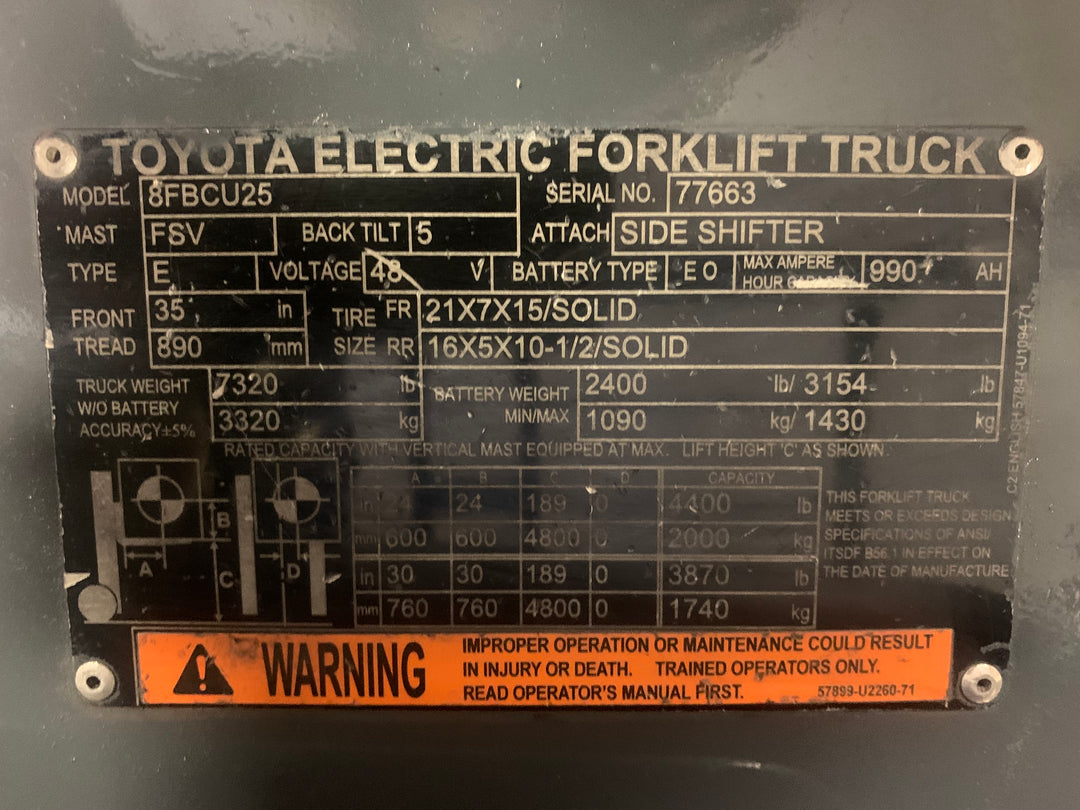 TOYOTA ELECTRIC FORKLIFT TRUCK
MODEL 8FBCU25 SERIAL NO. 77663
MAST FSV BACK TILT 5 ATTACH SIDE SHIFTER
TYPE E VOLTAGE 48 V BATTERY TYPE E O MAX AMPERE HOUR CAPACITY 990 AH
FRONT TREAD 35 in TIRE SIZE FR 21X7X15/SOLID
890 mm RR 16X5X10-1/2/SOLID
TRUCK WEIGHT 7320 lb BATTERY WEIGHT 2400 lb/ 3154 lb
W/O BATTERY
ACCURACY±5% 3320 kg MIN/MAX 1090 kg/ 1430 kg
RATED CAPACITY WITH VERTICAL MAST EQUIPPED AT MAX. LIFT HEIGHT 'C' AS SHOWN.
A B C D CAPACITY
in 24 24 189 0 4400 lb
mm 600 600 4800 0 2000 kg
in 30 30 189 0 3870 lb
mm 760 760 4800 0 1740 kg
A B C D
THIS FORKLIFT TRUCK
MEETS OR EXCEEDS DESIGN
SPECIFICATIONS OF ANSI/
ITSDF B56.1 IN EFFECT ON
THE DATE OF MANUFACTURE
C2 ENGLISH 57847-U1094-71
WARNING
IMPROPER OPERATION OR MAINTENANCE COULD RESULT
IN INJURY OR DEATH. TRAINED OPERATORS ONLY.
READ OPERATOR'S MANUAL FIRST. 57899-U2260-71